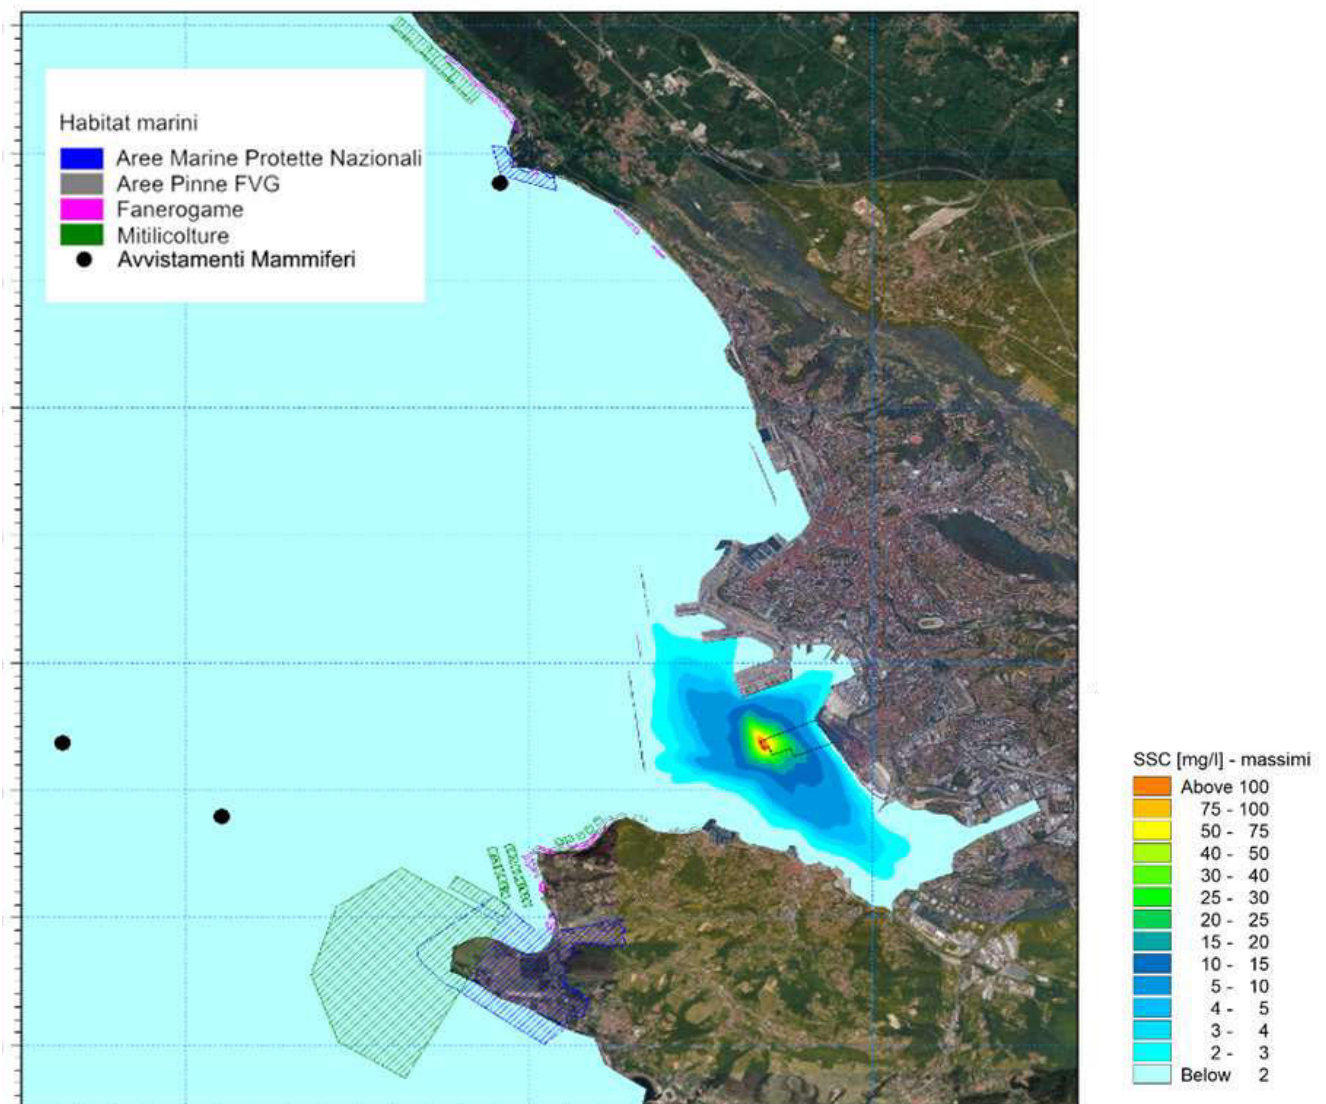 Habitat marini
Aree Marine Protette Nazionali
Aree Pinne FVG
Fanerogame
Mitilicolture
Avvistamenti Mammiferi
SSC [mg/l] - massimi
Above 100
75 - 100
50 - 75
40 - 50
30 - 40
25 - 30
20 - 25
15 - 20
10 - 15
5 - 10
4 - 5
3 - 4
2 - 3
Below 2